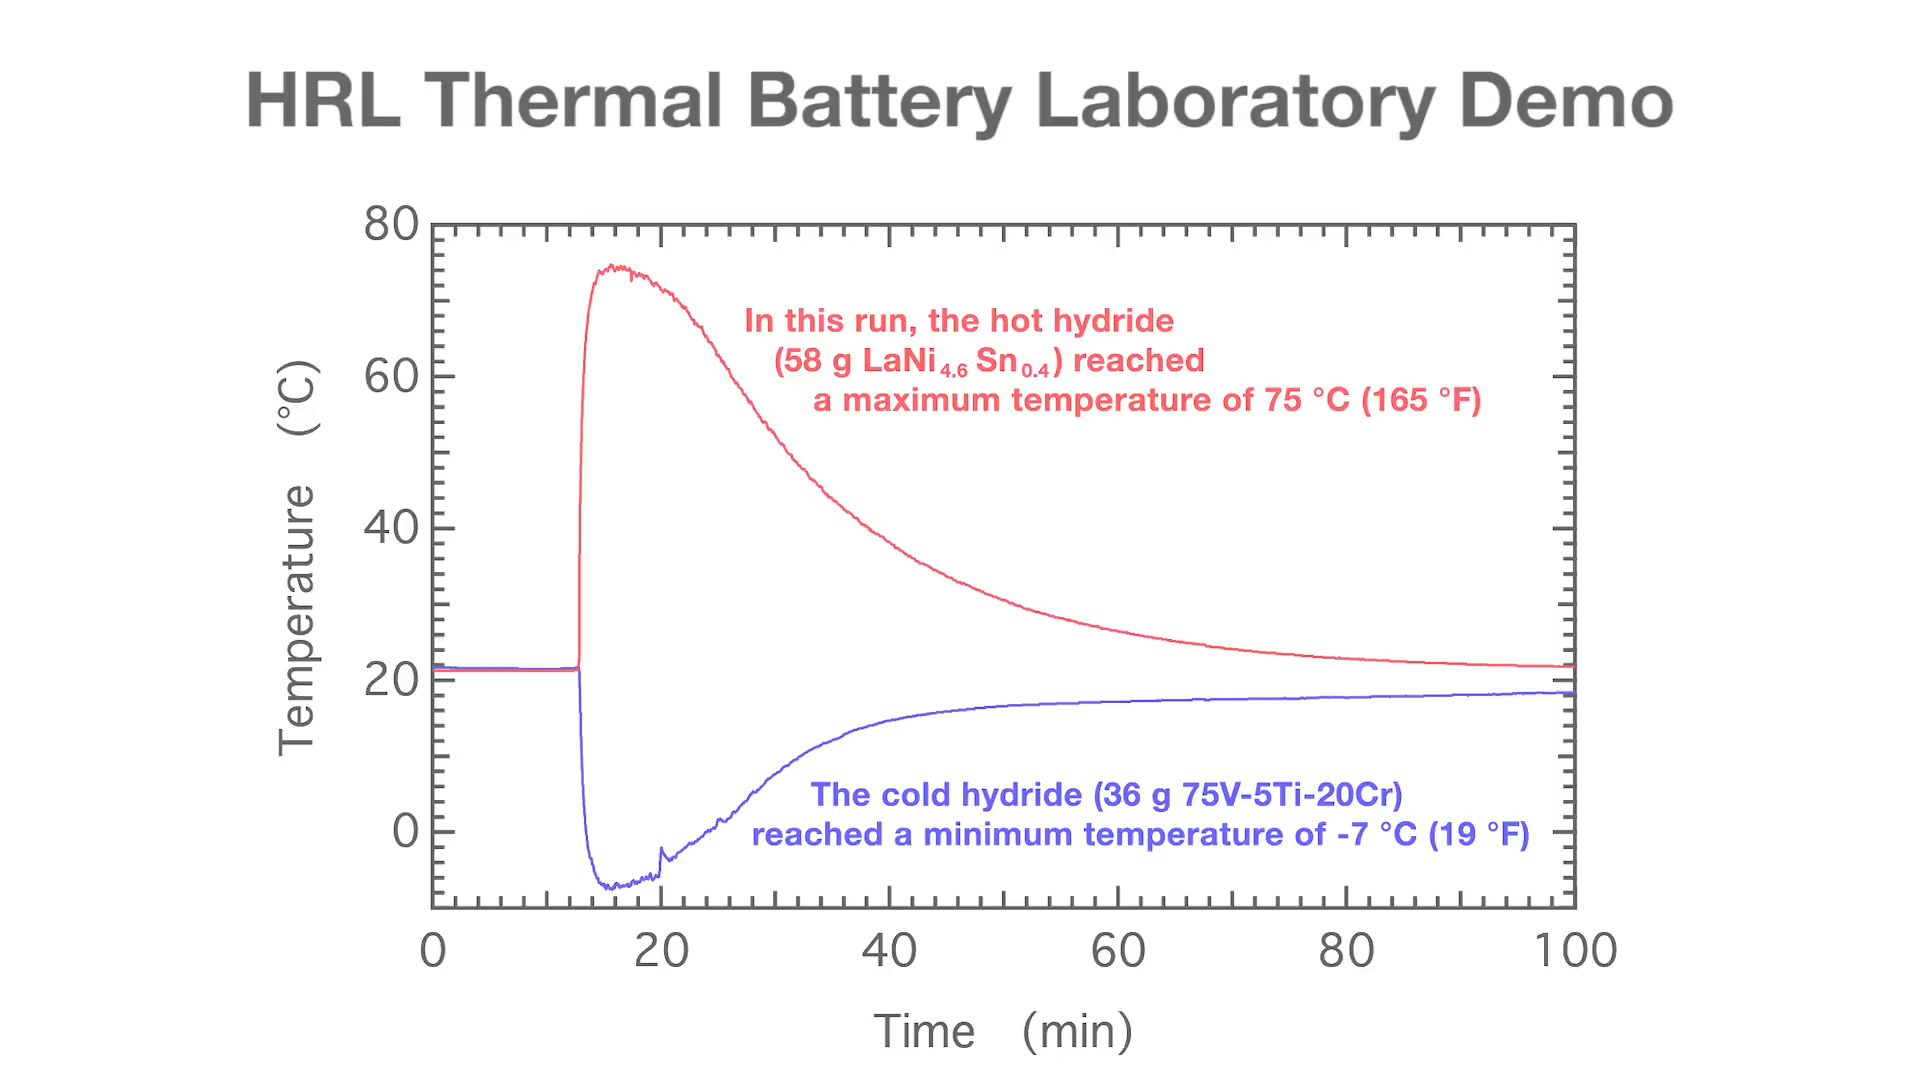 HRL Thermal Battery Laboratory Demo
80
60
40
20
0
Temperature (°C)
In this run, the hot hydride
(58 g LaNi4.6 Sn0.4) reached
a maximum temperature of 75 °C (165 °F)
The cold hydride (36 g 75V-5Ti-20Cr)
reached a minimum temperature of -7 °C (19 °F)
0 20 40 60 80 100
Time (min)